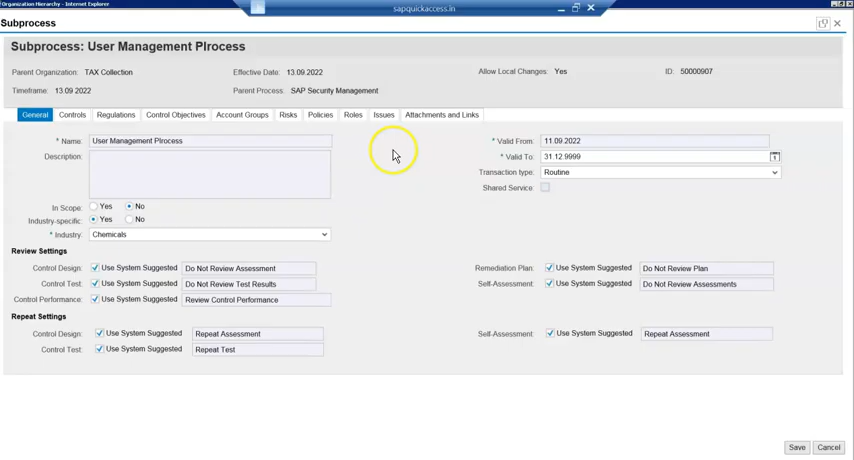 Organization Hierarchy - Internet Explorer
sapquickaccess.in
Subprocess
Subprocess: User Management PIrocess
Parent Organization: TAX Collection Effective Date: 13.09.2022 Allow Local Changes: Yes ID: 50000907
Timeframe: 13.09 2022 Parent Process: SAP Security Management
General Controls Regulations Control Objectives Account Groups Risks Policies Roles Issues Attachments and Links
* Name: User Management PIrocess * Valid From: 11.09.2022
Description: * Valid To: 31.12.9999
Transaction type: Routine
Shared Service:
In Scope: Yes No
Industry-specific: Yes No
* Industry: Chemicals
Review Settings
Control Design: Use System Suggested Do Not Review Assessment Remediation Plan: Use System Suggested Do Not Review Plan
Control Test: Use System Suggested Do Not Review Test Results Self-Assessment: Use System Suggested Do Not Review Assessments
Control Performance: Use System Suggested Review Control Performance
Repeat Settings
Control Design: Use System Suggested Repeat Assessment Self-Assessment: Use System Suggested Repeat Assessment
Control Test: Use System Suggested Repeat Test
Save Cancel